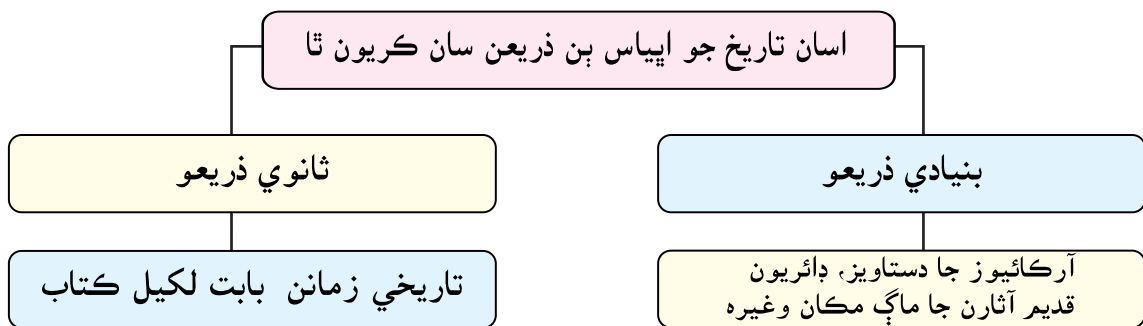 اسان تاريخ جو اڀياس ٻن ذريعن سان ڪريون ٿا
بنيادي ذريعو
ثانوي ذريعو
آرڪائيوز جا دستاويز، ڊائريون
قديم آثارن جا ماڳ مڪان وغيره
تاريخي زمانن بابت لکيل ڪتاب